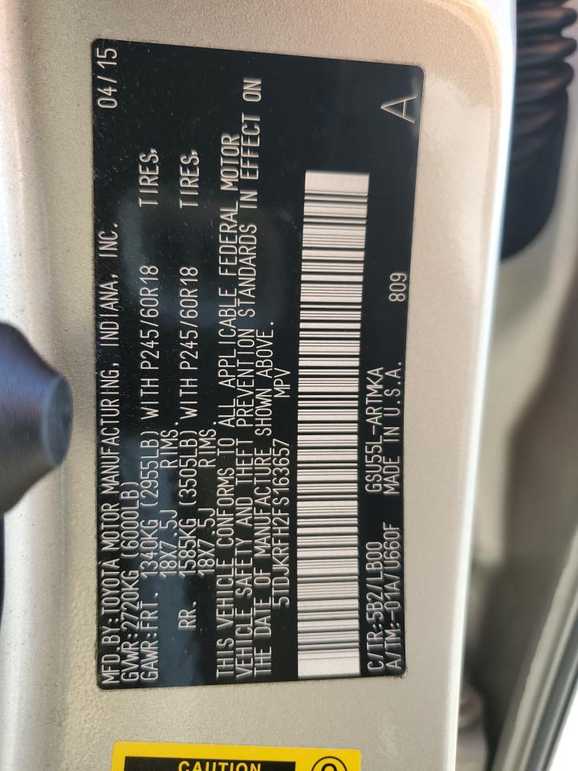 MFD.BY:TOYOTA MOTOR MANUFACTURING, INDIANA, INC. 04/15
GVWR:2720KG (6000LB)
GAWR:FRT. 1340KG (2955LB) WITH P245/60R18 TIRES,
18X7.5J RIMS.
RR. 1585KG (3505LB) WITH P245/60R18 TIRES,
18X7.5J RIMS.
THIS VEHICLE CONFORMS TO ALL APPLICABLE FEDERAL MOTOR
VEHICLE SAFETY AND THEFT PREVENTION STANDARDS IN EFFECT ON
THE DATE OF MANUFACTURE SHOWN ABOVE.
5TDJKRFH2FS163657 MPV
C/TR:5B2/LB00 GSU55L-ARTMKA 809
A/TM:-01A/U660F MADE IN U.S.A.
A
CAUTION